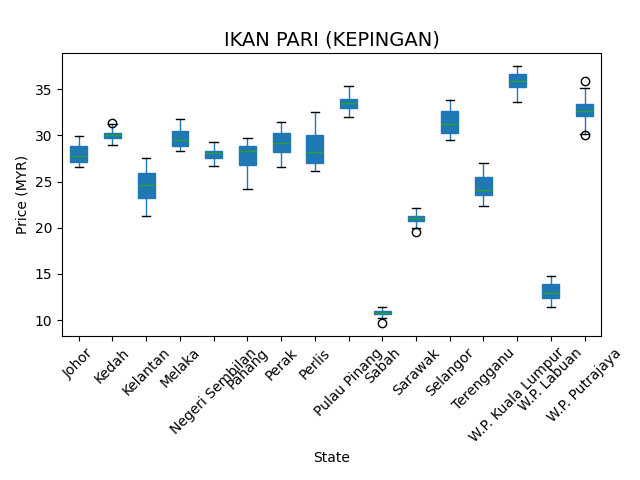 IKAN PARI (KEPINGAN)
Price (MYR)
35
30
25
20
15
10
Johor
Kedah
Kelantan
Melaka
Negeri Sembilan
Pahang
Perak
Perlis
Pulau Pinang
Sabah
Sarawak
Selangor
Terengganu
W.P. Kuala Lumpur
W.P. Labuan
W.P. Putrajaya
State